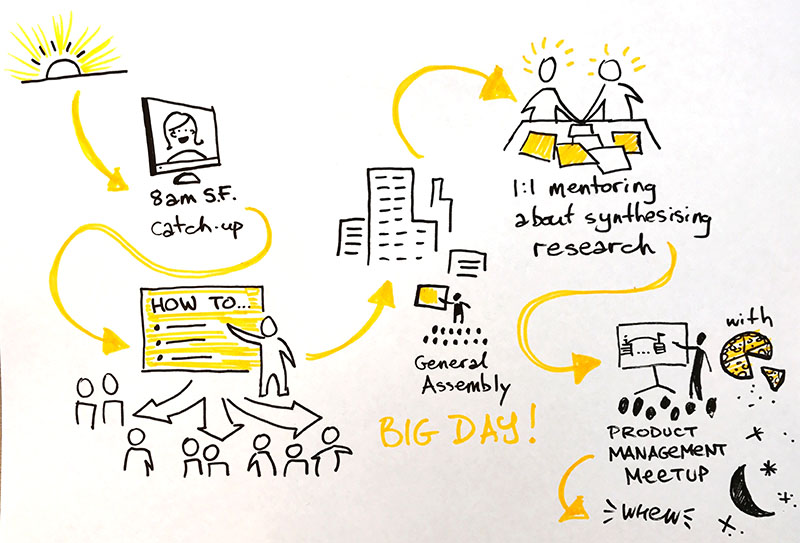 8am S.F.
catch-up
HOW TO...
General
Assembly
BIG DAY!
1:1 mentoring
about synthesising
research
with
PRODUCT
MANAGEMENT
MEETUP
WHEW